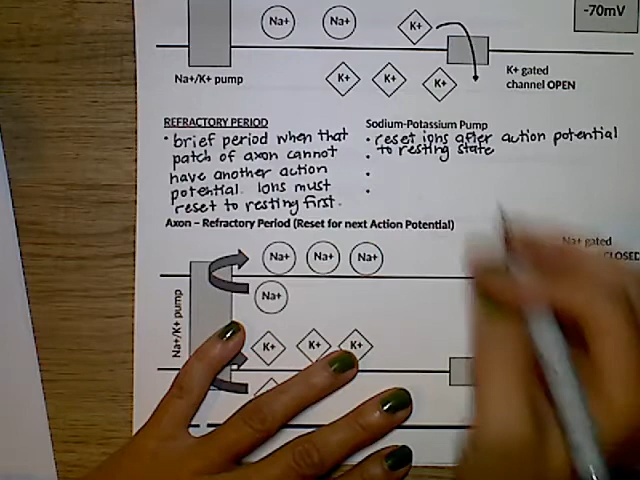 -70mV
Na+ Na+ K+
Na+/K+ pump
K+ K+ K+
K+ gated
channel OPEN
REFRACTORY PERIOD
• brief period when that
patch of axon cannot
have another action
potential. Ions must
reset to resting first.
Sodium-Potassium Pump
• reset ions after action potential
to resting state
Axon – Refractory Period (Reset for next Action Potential)
Na+ gated
CLOSED
Na+ Na+ Na+
Na+
Na+/K+ pump
K+ K+ K+